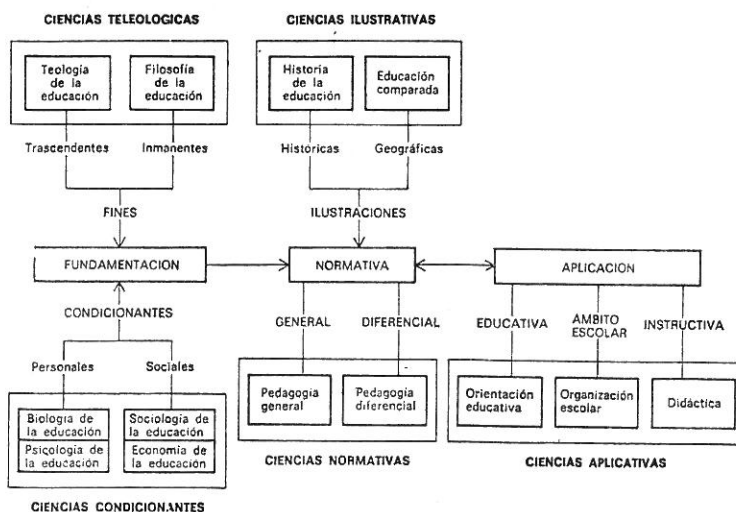 CIENCIAS TELEOLOGICAS
Teología
de la
educación
Filosofía
de la
educación
Trascendentes
Inmanentes
FINES
CIENCIAS ILUSTRATIVAS
Historia
de la
educación
Educación
comparada
Históricas
Geográficas
ILUSTRACIONES
FUNDAMENTACION
NORMATIVA
APLICACION
CONDICIONANTES
Personales
Sociales
Biología de
la educación
Psicología de
la educación
Sociología de
la educación
Economía de
la educación
CIENCIAS CONDICIONANTES
GENERAL
DIFERENCIAL
Pedagogía
general
Pedagogía
diferencial
CIENCIAS NORMATIVAS
EDUCATIVA
AMBITO
ESCOLAR
INSTRUCTIVA
Orientación
educativa
Organización
escolar
Didáctica
CIENCIAS APLICATIVAS